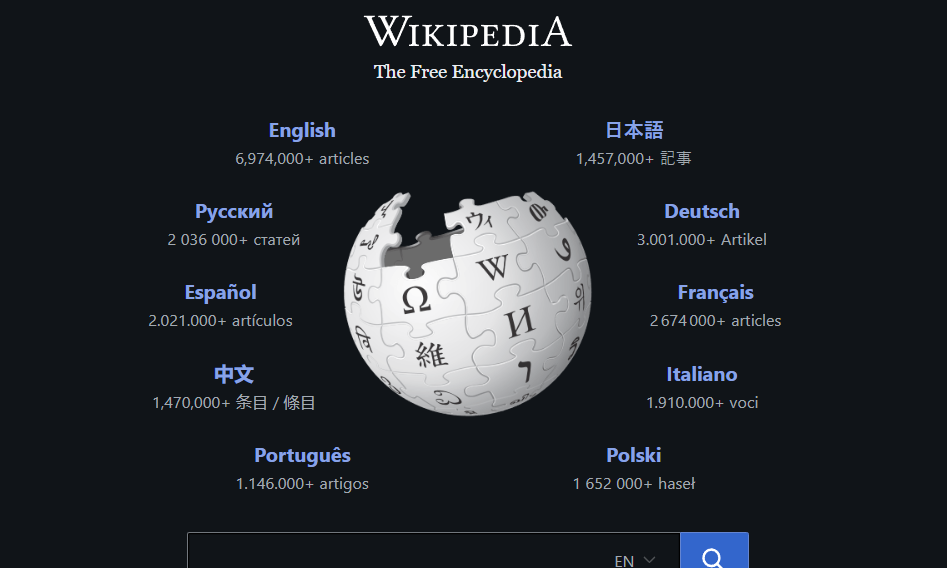 WIKIPEDIA
The Free Encyclopedia
English
6,974,000+ articles
日本語
1,457,000+ 記事
Русский
2 036 000+ статей
Deutsch
3.001.000+ Artikel
Español
2.021.000+ artículos
Français
2 674 000+ articles
中文
1,470,000+ 条目 / 條目
Italiano
1.910.000+ voci
Português
1.146.000+ artigos
Polski
1 652 000+ haseł
Ω
W
И
維
ウィ
EN